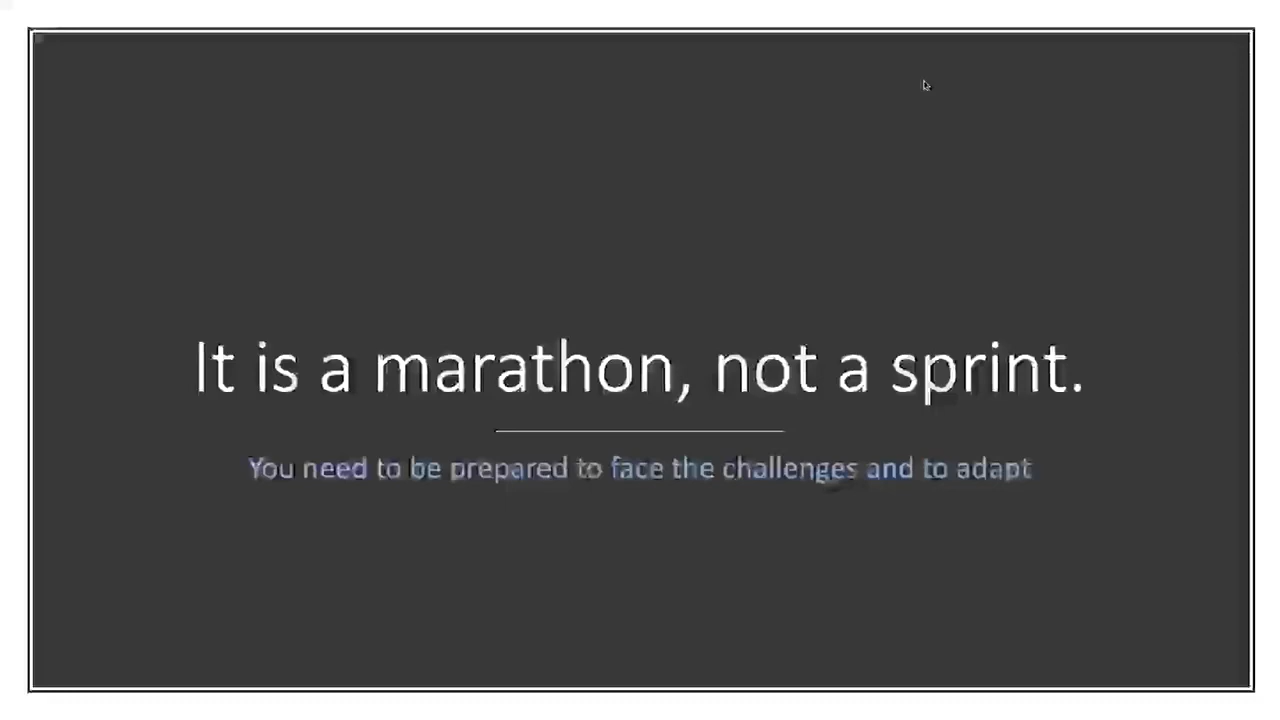 It is a marathon, not a sprint.
You need to be prepared to face the challenges and to adapt